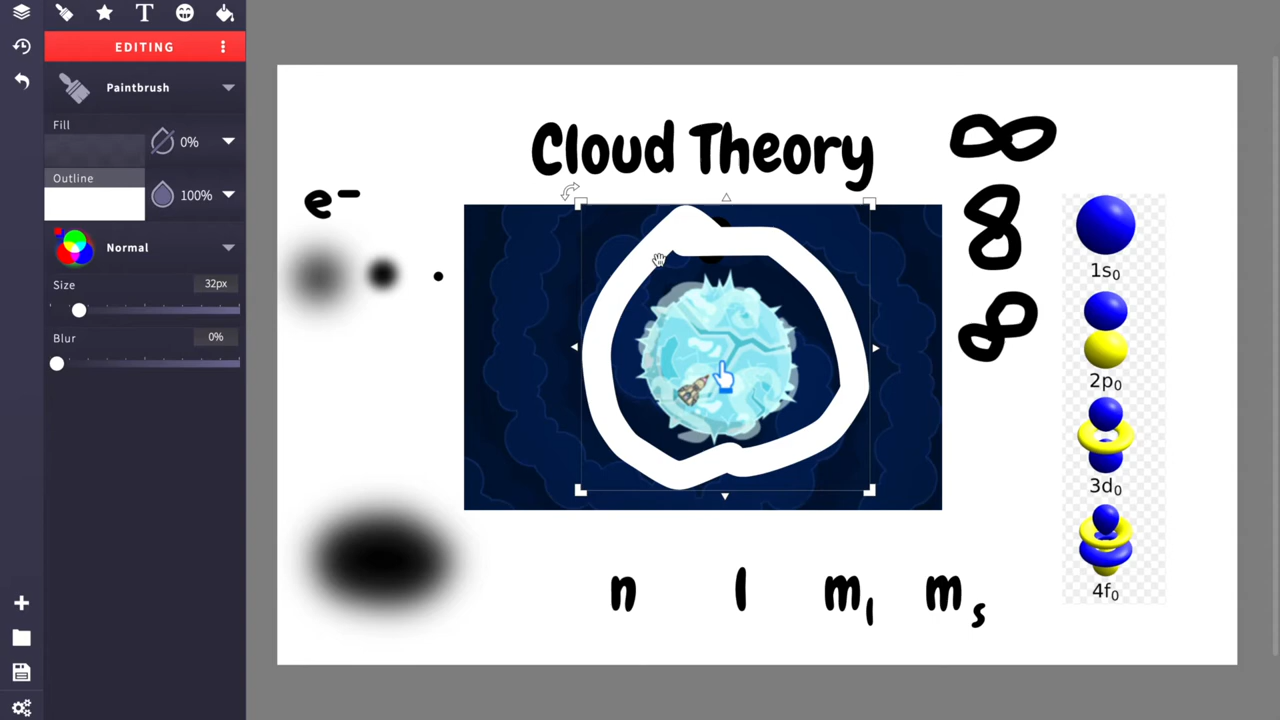 EDITING
Paintbrush
Fill
0%
Outline
100%
Normal
Size
32px
Blur
0%
Cloud Theory
e⁻
∞
8
8
1s₀
2p₀
3d₀
4f₀
n l mₗ mₛ